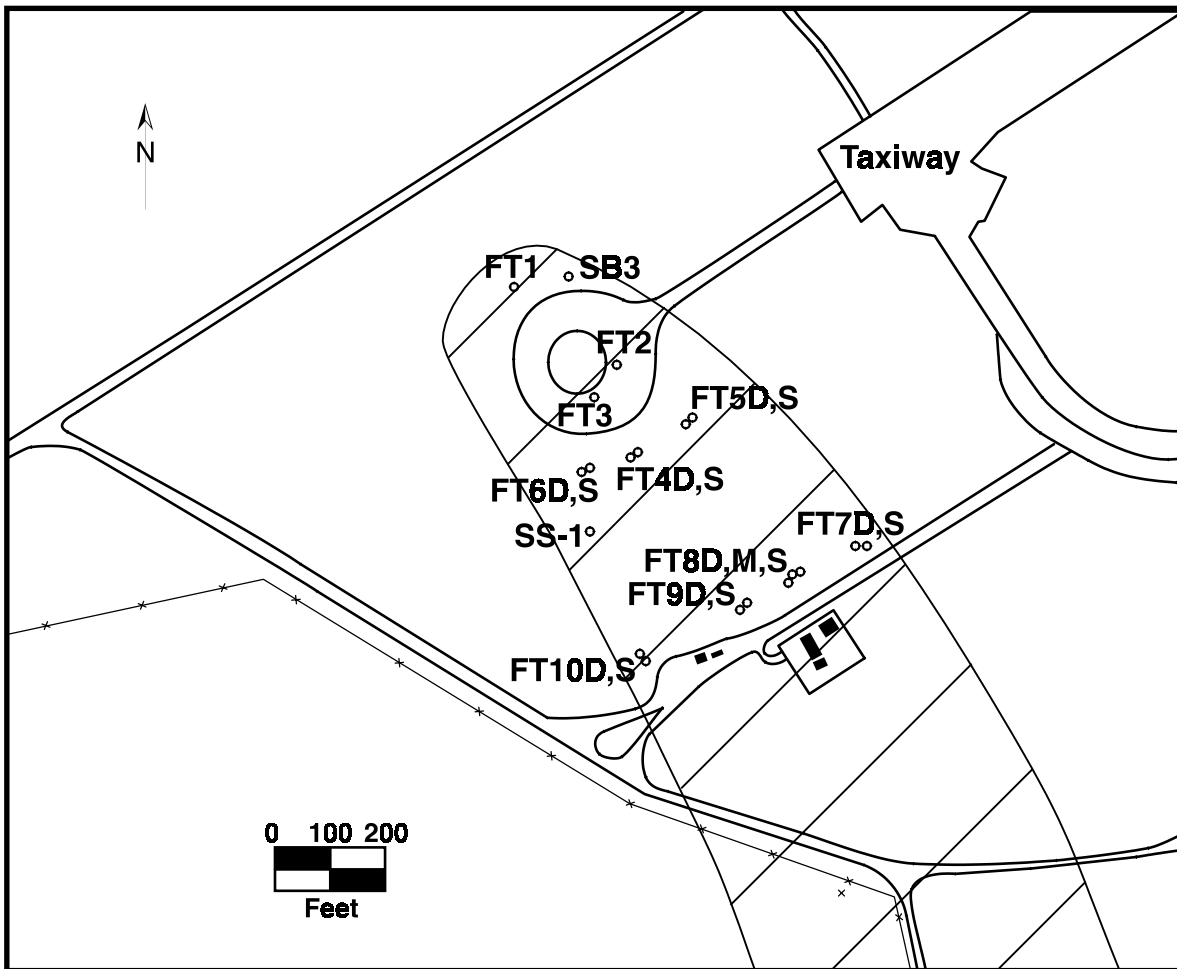 N
Taxiway
FT1
SB3
FT2
FT3
FT5D,S
FT4D,S
FT6D,S
SS-1
FT7D,S
FT8D,M,S
FT9D,S
FT10D,S
0 100 200
Feet